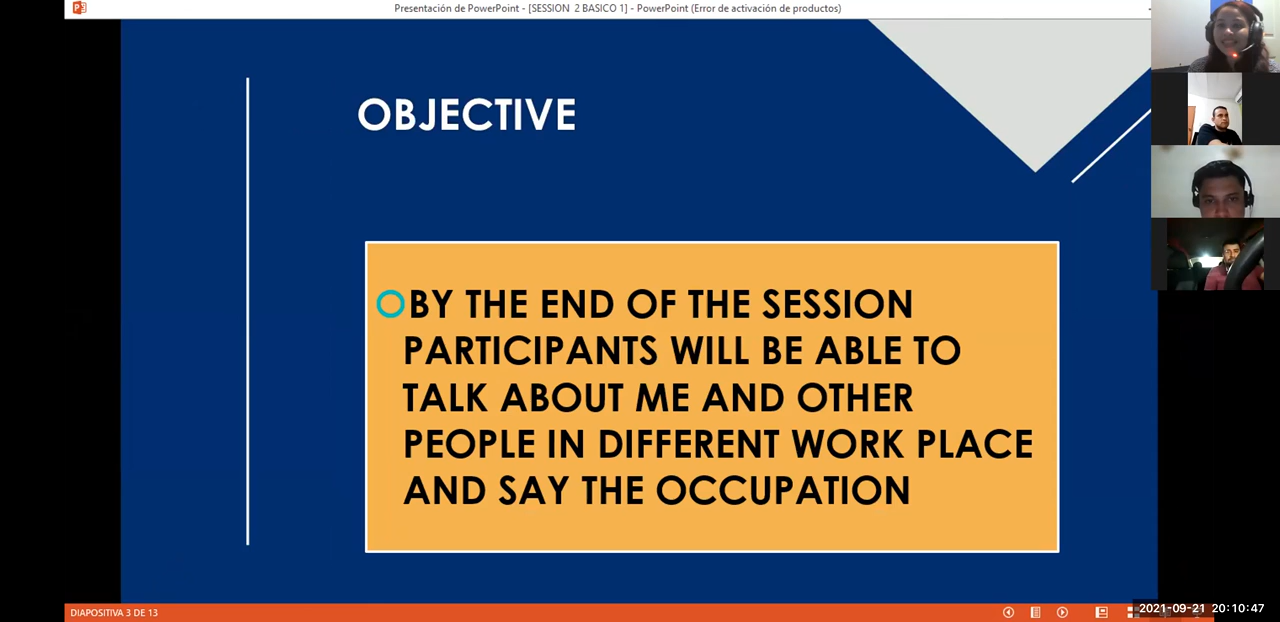 Presentación de PowerPoint - [SESSION 2 BASICO 1] - PowerPoint (Error de activación de productos)
OBJECTIVE
BY THE END OF THE SESSION
PARTICIPANTS WILL BE ABLE TO
TALK ABOUT ME AND OTHER
PEOPLE IN DIFFERENT WORK PLACE
AND SAY THE OCCUPATION
DIAPOSITIVA 3 DE 13
2021-09-21 20:10:47